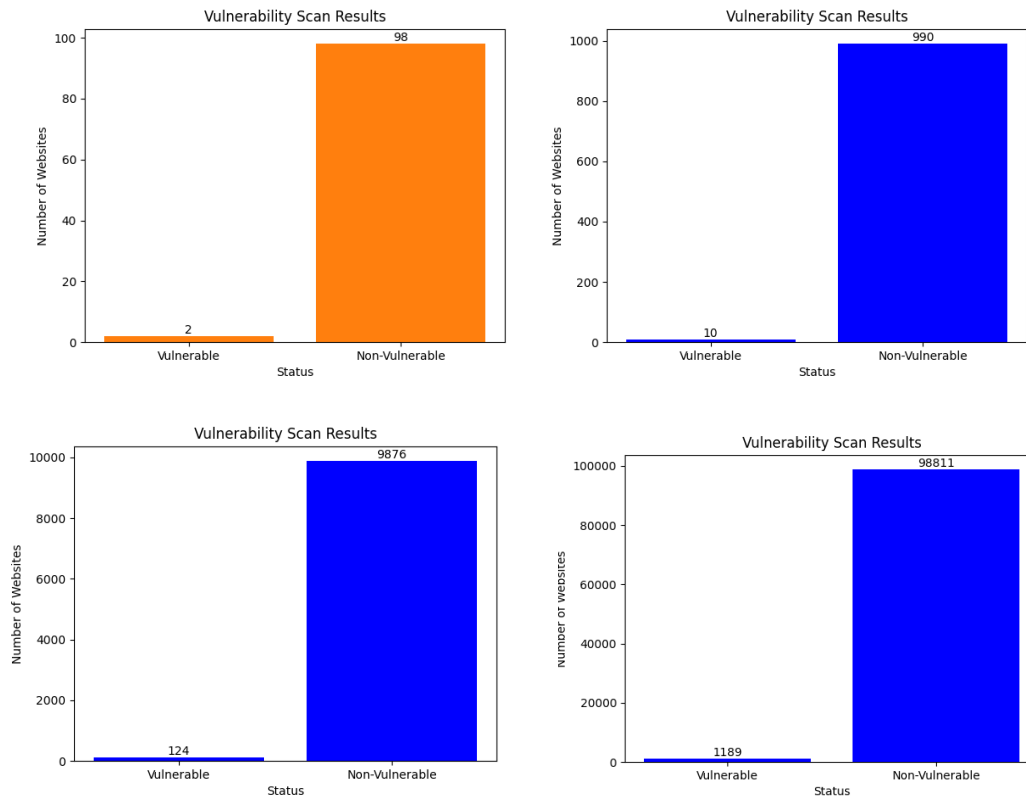 Vulnerability Scan Results
100
98
80
60
40
20
2
0
Number of Websites
Vulnerable
Non-Vulnerable
Status
Vulnerability Scan Results
1000
990
800
600
400
200
10
0
Number of Websites
Vulnerable
Non-Vulnerable
Status
Vulnerability Scan Results
10000
9876
8000
6000
4000
2000
124
0
Number of Websites
Vulnerable
Non-Vulnerable
Status
Vulnerability Scan Results
100000
98811
80000
60000
40000
20000
1189
0
Number of Websites
Vulnerable
Non-Vulnerable
Status